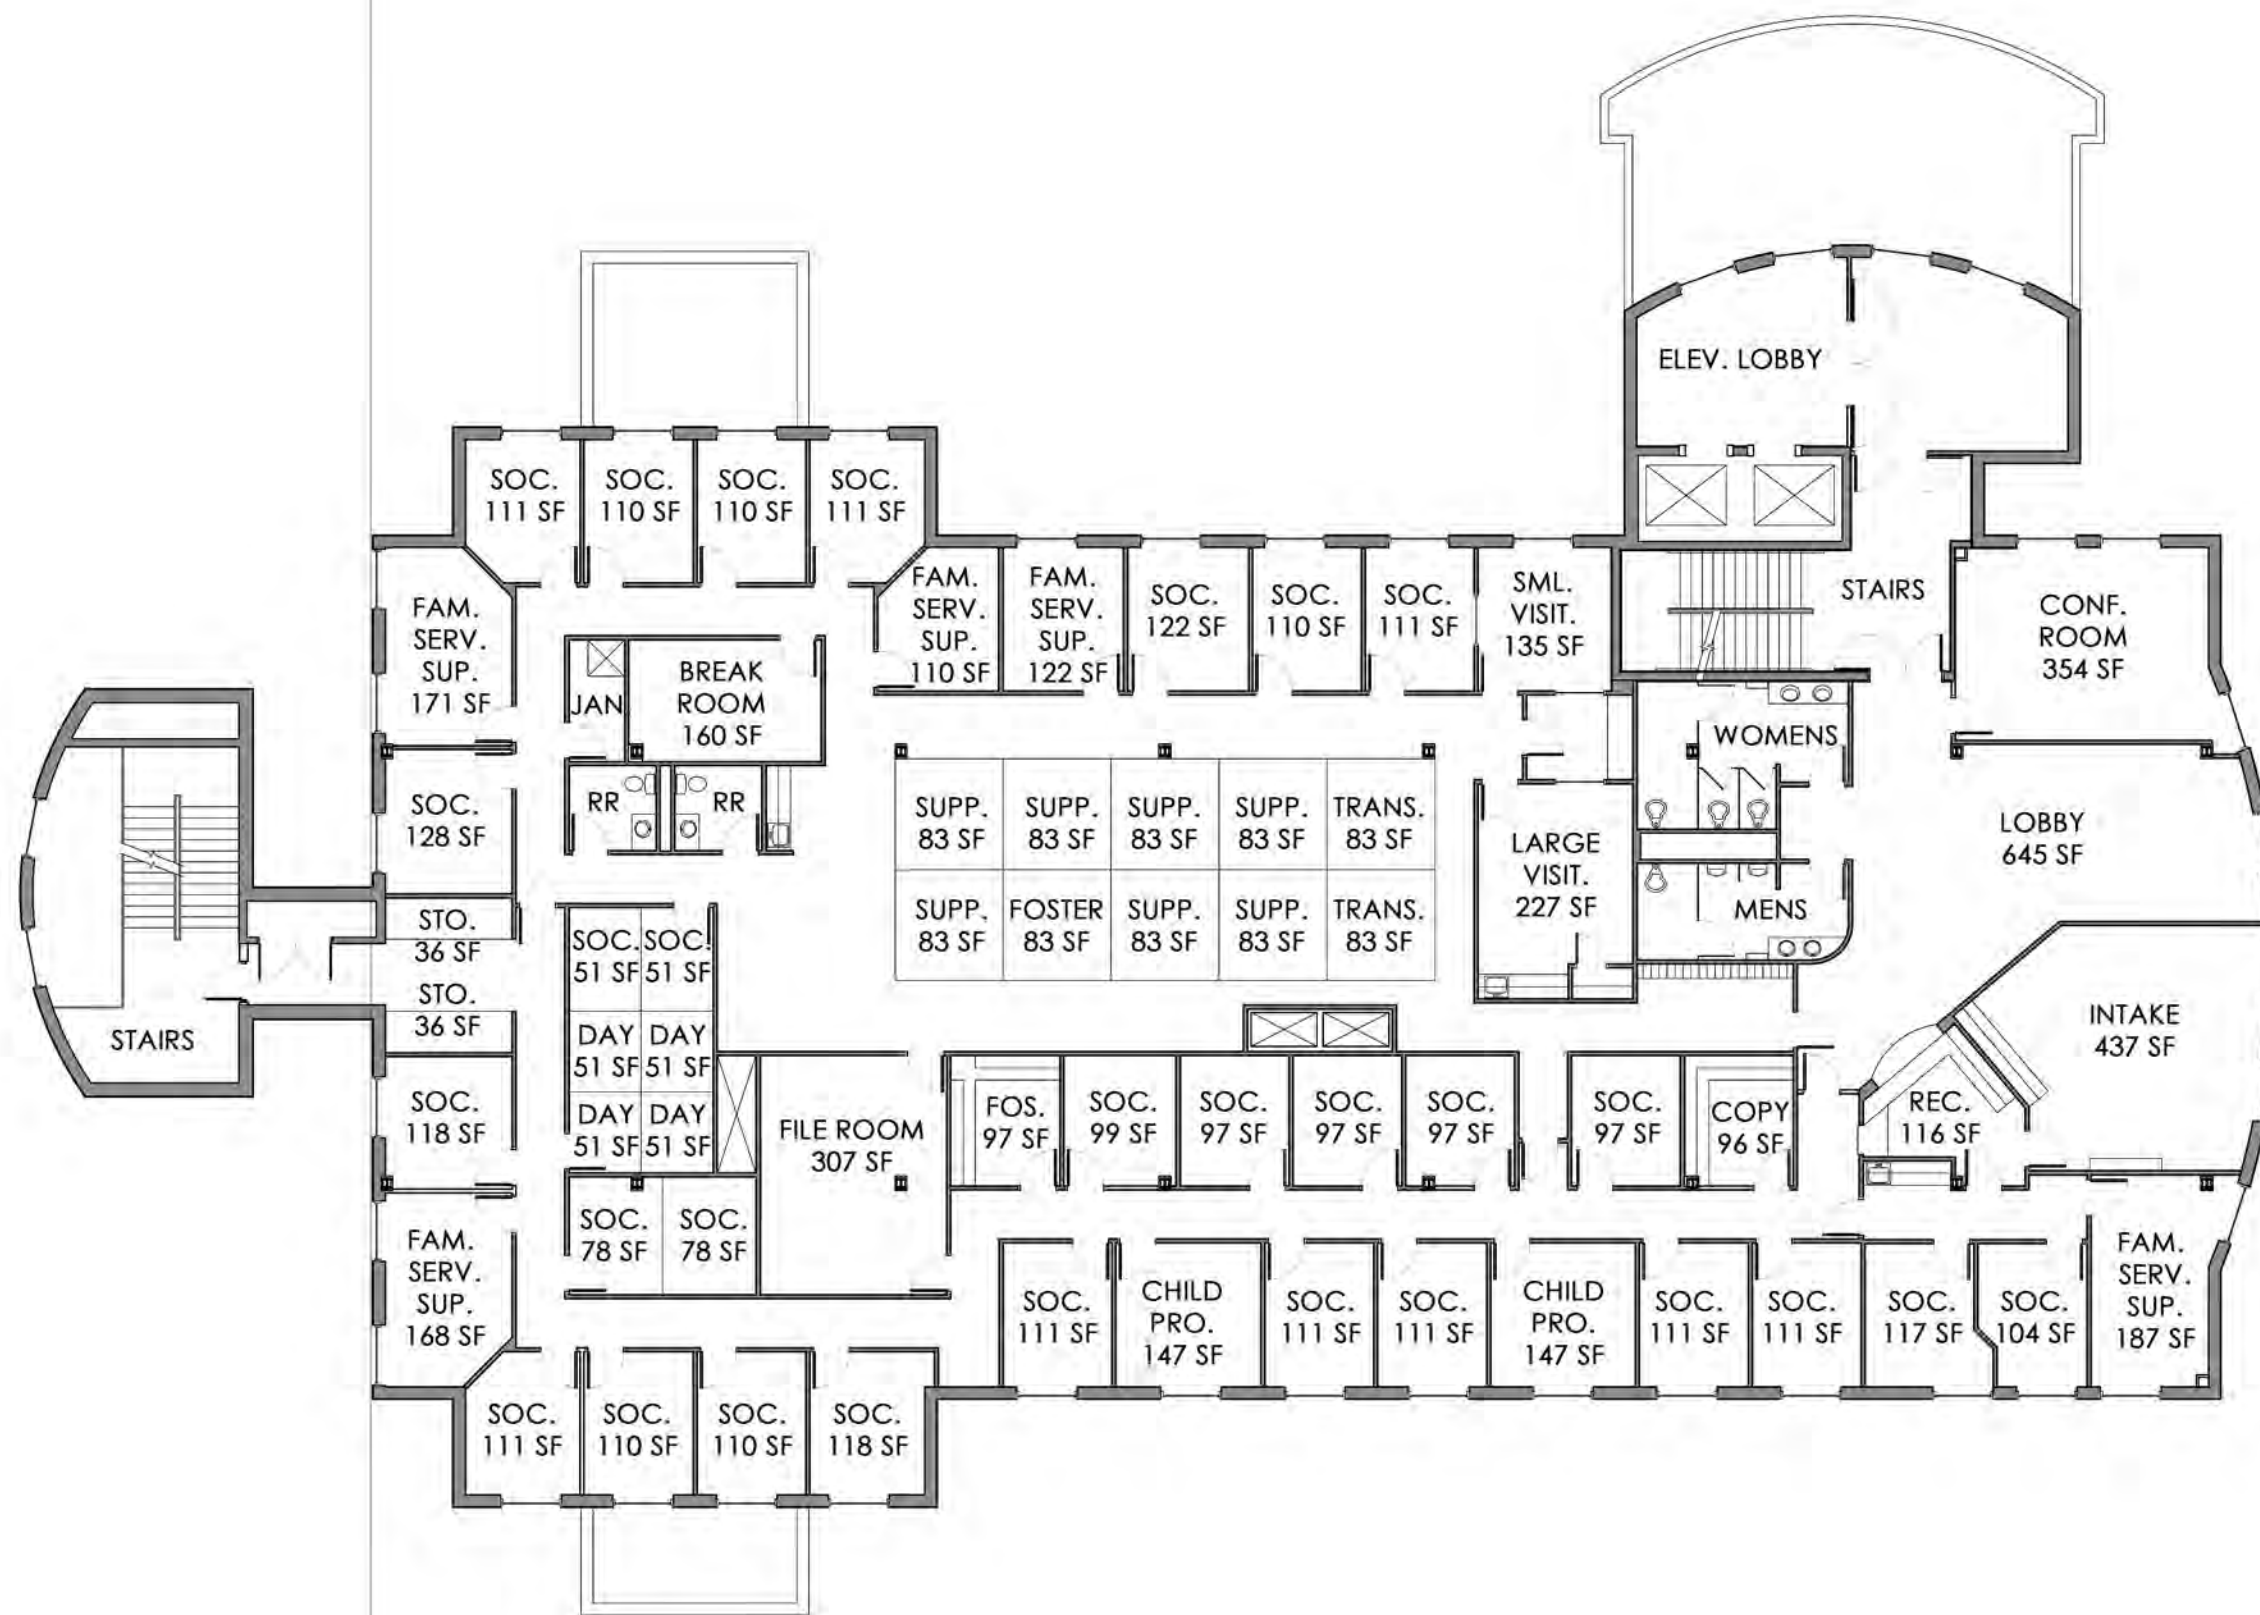 ELEV. LOBBY
SOC.
111 SF
SOC.
110 SF
SOC.
110 SF
SOC.
111 SF
FAM.
SERV.
SUP.
171 SF
FAM.
SERV.
SUP.
110 SF
FAM.
SERV.
SUP.
122 SF
SOC.
122 SF
SOC.
110 SF
SOC.
111 SF
SML.
VISIT.
135 SF
STAIRS
CONF.
ROOM
354 SF
JAN
BREAK
ROOM
160 SF
WOMENS
SOC.
128 SF
RR
RR
SUPP.
83 SF
SUPP.
83 SF
SUPP.
83 SF
SUPP.
83 SF
TRANS.
83 SF
LARGE
VISIT.
227 SF
LOBBY
645 SF
STO.
36 SF
SOC.
51 SF
SOC.
51 SF
SUPP.
83 SF
FOSTER
83 SF
SUPP.
83 SF
SUPP.
83 SF
TRANS.
83 SF
MENS
STO.
36 SF
STAIRS
DAY
51 SF
DAY
51 SF
INTAKE
437 SF
SOC.
118 SF
DAY
51 SF
DAY
51 SF
FILE ROOM
307 SF
FOS.
97 SF
SOC.
99 SF
SOC.
97 SF
SOC.
97 SF
SOC.
97 SF
SOC.
97 SF
COPY
96 SF
REC.
116 SF
FAM.
SERV.
SUP.
168 SF
SOC.
78 SF
SOC.
78 SF
SOC.
111 SF
CHILD
PRO.
147 SF
SOC.
111 SF
SOC.
111 SF
CHILD
PRO.
147 SF
SOC.
111 SF
SOC.
111 SF
SOC.
117 SF
SOC.
104 SF
FAM.
SERV.
SUP.
187 SF
SOC.
111 SF
SOC.
110 SF
SOC.
110 SF
SOC.
118 SF